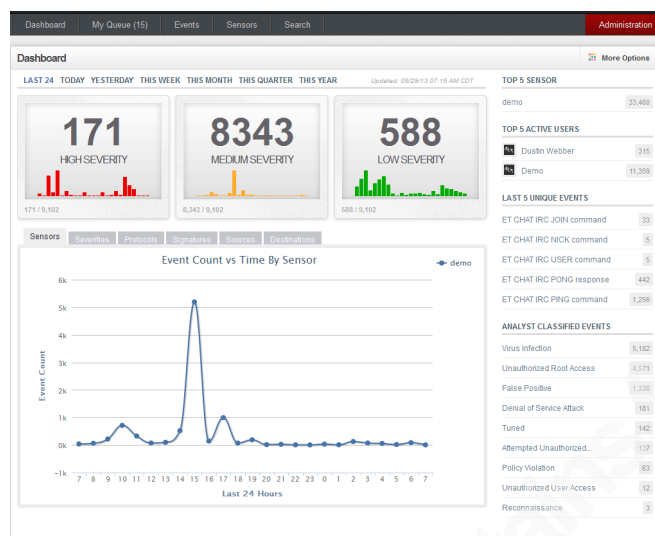 Dashboard My Queue (15) Events Sensors Search Administration
Dashboard More Options
LAST 24 TODAY YESTERDAY THIS WEEK THIS MONTH THIS QUARTER THIS YEAR Updated: 05/29/13 07:15 AM CDT
171
HIGH SEVERITY
171 / 9,102
8343
MEDIUM SEVERITY
8,343 / 9,102
588
LOW SEVERITY
588 / 9,102
Sensors Severities Protocols Signatures Sources Destinations
Event Count vs Time By Sensor
demo
Event Count
6k
5k
4k
3k
2k
1k
0k
-1k
7 8 9 10 11 12 13 14 15 16 17 18 19 20 21 22 23 0 1 2 3 4 5 6 7
Last 24 Hours
TOP 5 SENSOR
demo 33,468
TOP 5 ACTIVE USERS
Dustin Webber 315
Demo 11,359
LAST 5 UNIQUE EVENTS
ET CHAT IRC JOIN command 33
ET CHAT IRC NICK command 5
ET CHAT IRC USER command 5
ET CHAT IRC PONG response 442
ET CHAT IRC PING command 1,256
ANALYST CLASSIFIED EVENTS
Virus Infection 5,182
Unauthorized Root Access 4,571
False Positive 1,338
Denial of Service Attack 181
Tuned 142
Attempted Unauthorized... 137
Policy Violation 63
Unauthorized User Access 12
Reconnaissance 3